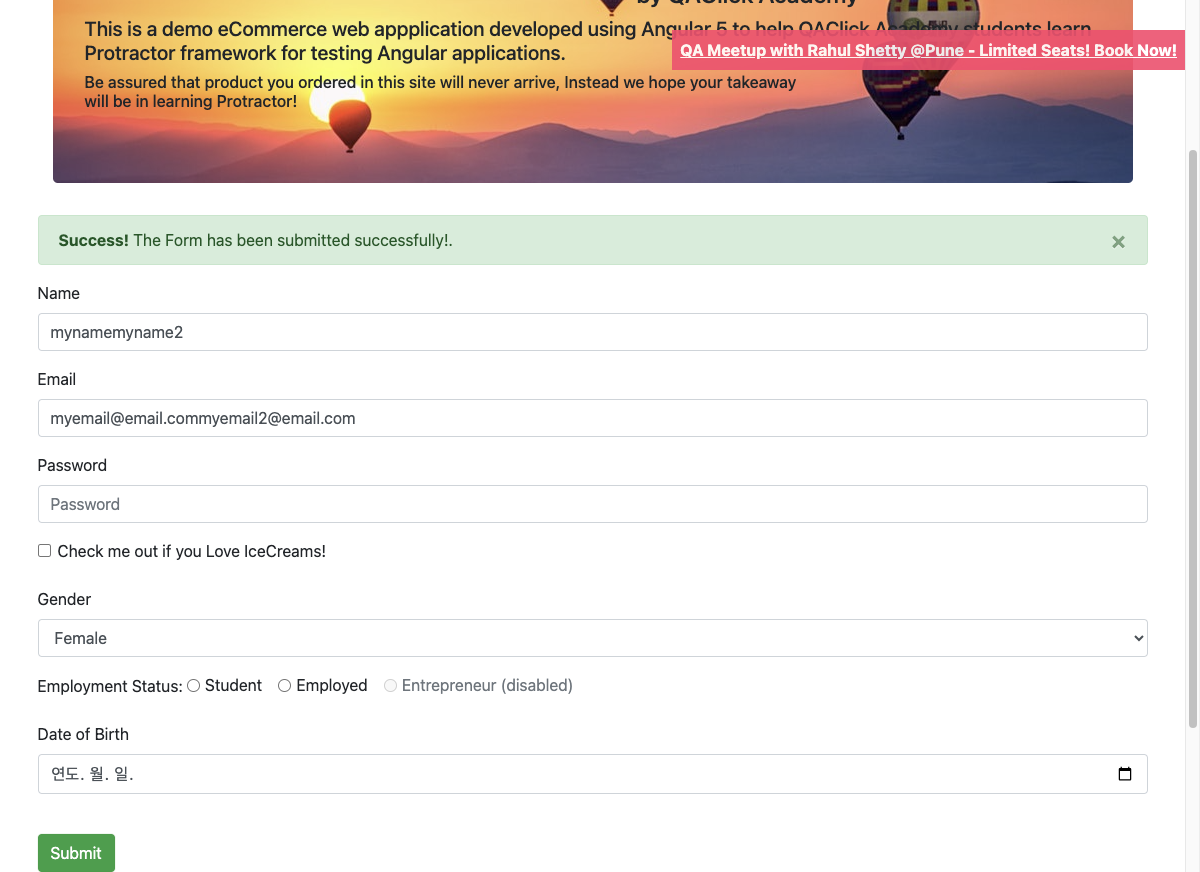 by QAClick Academy
This is a demo eCommerce web appplication developed using Angular 5 to help QAClick Academy students learn
Protractor framework for testing Angular applications.
QA Meetup with Rahul Shetty @Pune - Limited Seats! Book Now!
Be assured that product you ordered in this site will never arrive, Instead we hope your takeaway
will be in learning Protractor!
Success! The Form has been submitted successfully!.
×
Name
mynamemyname2
Email
myemail@email.commyemail2@email.com
Password
Password
Check me out if you Love IceCreams!
Gender
Female
Employment Status: Student Employed Entrepreneur (disabled)
Date of Birth
연도. 월. 일.
Submit